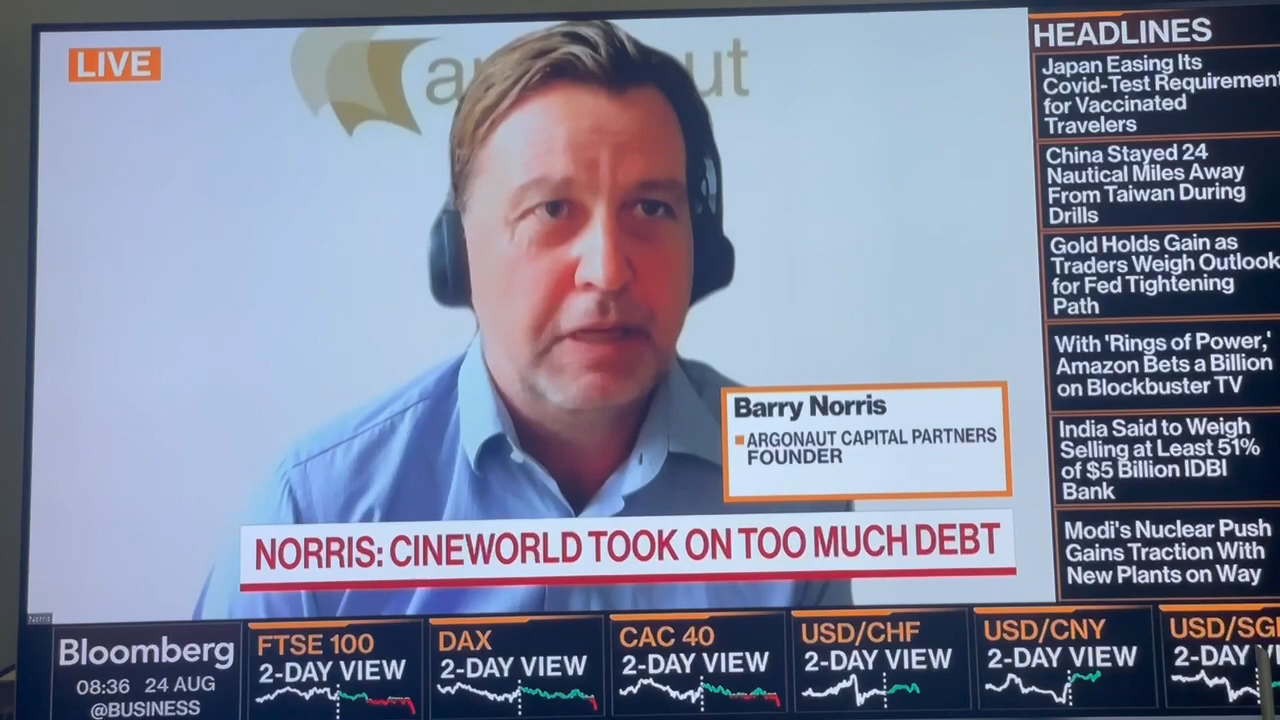 LIVE
HEADLINES
Japan Easing Its
Covid-Test Requirement
for Vaccinated
Travelers
China Stayed 24
Nautical Miles Away
From Taiwan During
Drills
Gold Holds Gain as
Traders Weigh Outlook
for Fed Tightening
Path
With 'Rings of Power,'
Amazon Bets a Billion
on Blockbuster TV
India Said to Weigh
Selling at Least 51%
of $5 Billion IDBI
Bank
Modi's Nuclear Push
Gains Traction With
New Plants on Way
Barry Norris
ARGONAUT CAPITAL PARTNERS
FOUNDER
NORRIS: CINEWORLD TOOK ON TOO MUCH DEBT
Norris
Bloomberg
08:36 24 AUG
@BUSINESS
FTSE 100
2-DAY VIEW
DAX
2-DAY VIEW
CAC 40
2-DAY VIEW
USD/CHF
2-DAY VIEW
USD/CNY
2-DAY VIEW
USD/SG
2-DAY